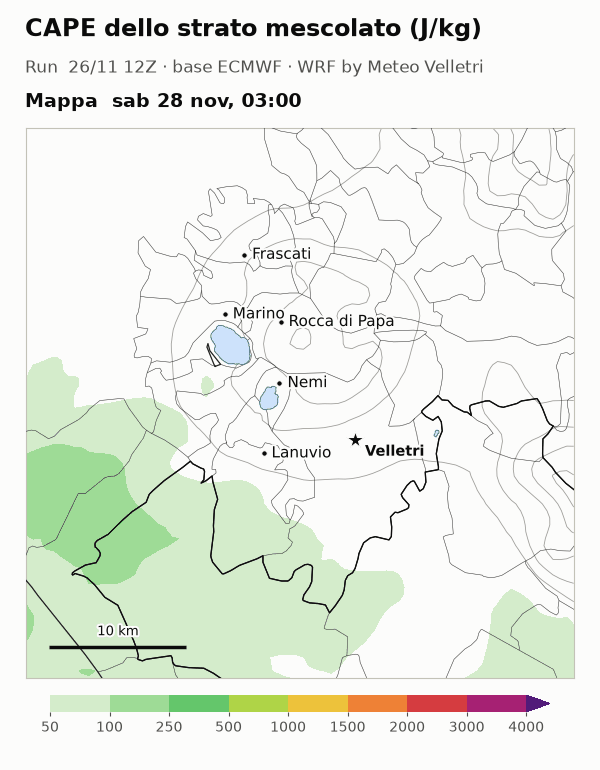 CAPE dello strato mescolato (J/kg)
Run  26/11 12Z · base ECMWF · WRF by Meteo Velletri
Mappa  sab 28 nov, 03:00
Frascati
Marino
Rocca di Papa
Nemi
Velletri
Lanuvio
10 km
50 100 250 500 1000 1500 2000 3000 4000